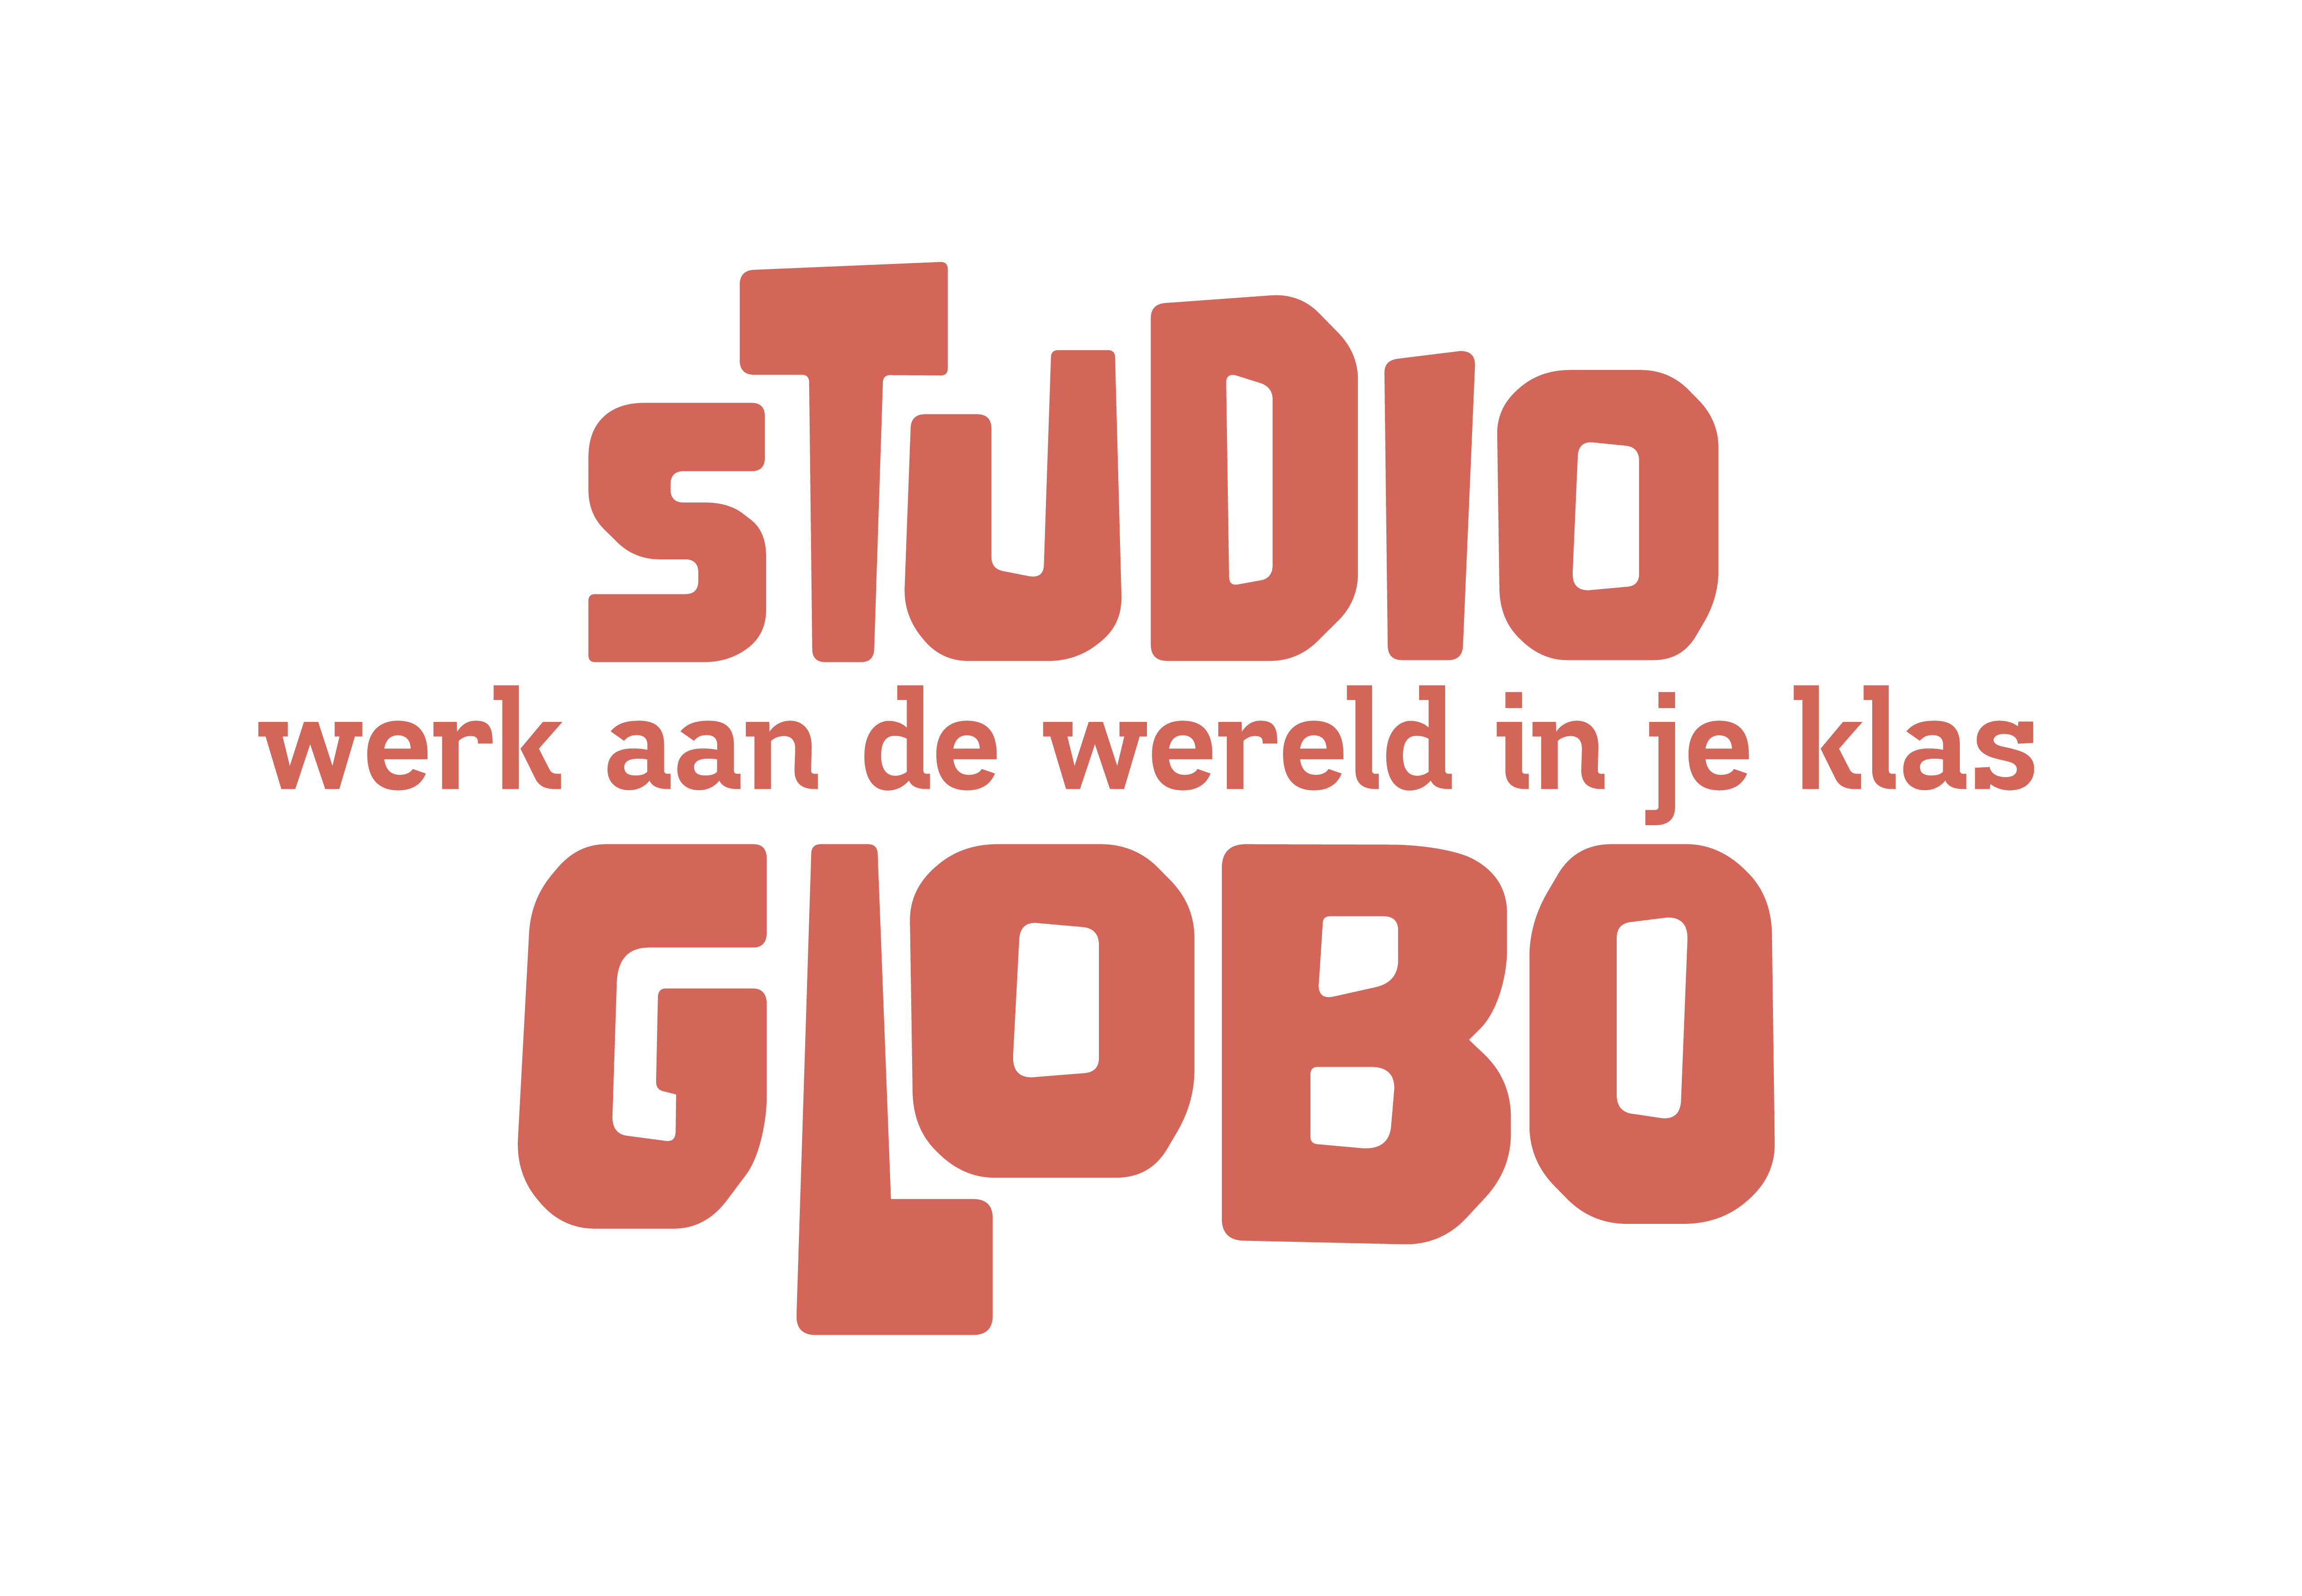 STUDIO
werk aan de wereld in je klas
GLOBO